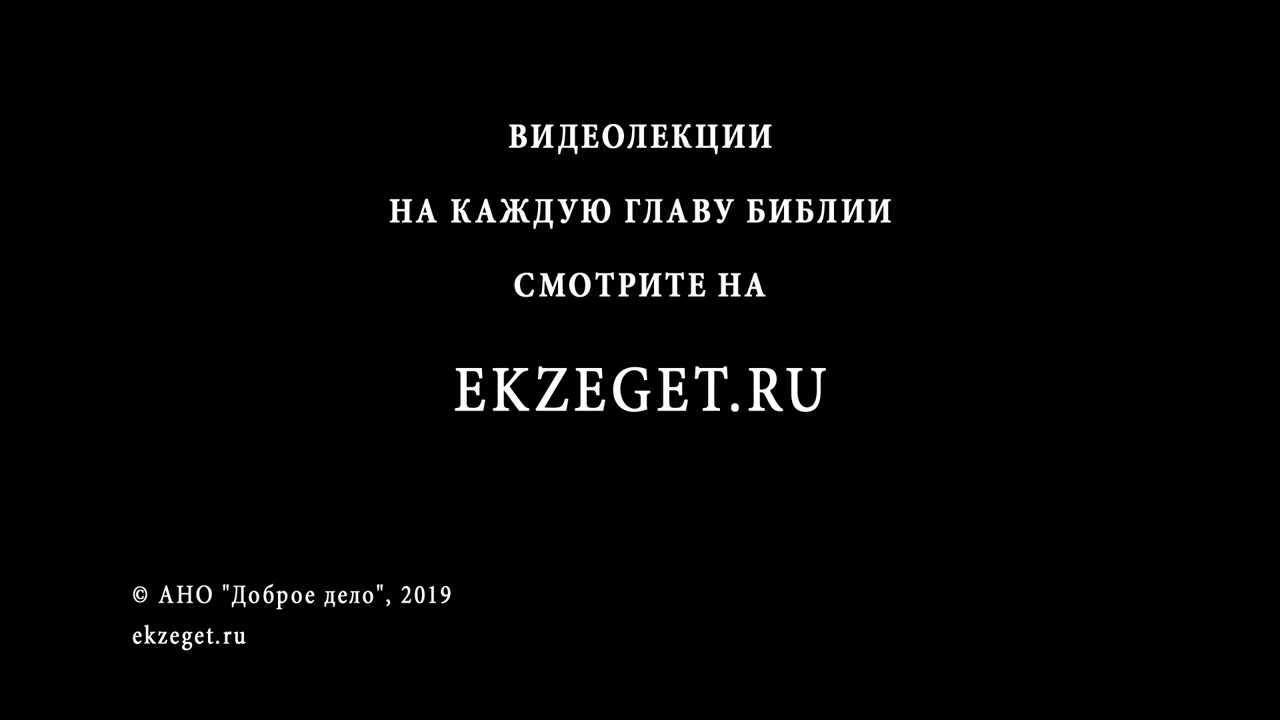 ВИДЕОЛЕКЦИИ
НА КАЖДУЮ ГЛАВУ БИБЛИИ
СМОТРИТЕ НА
EKZEGET.RU
© АНО "Доброе дело", 2019
ekzeget.ru